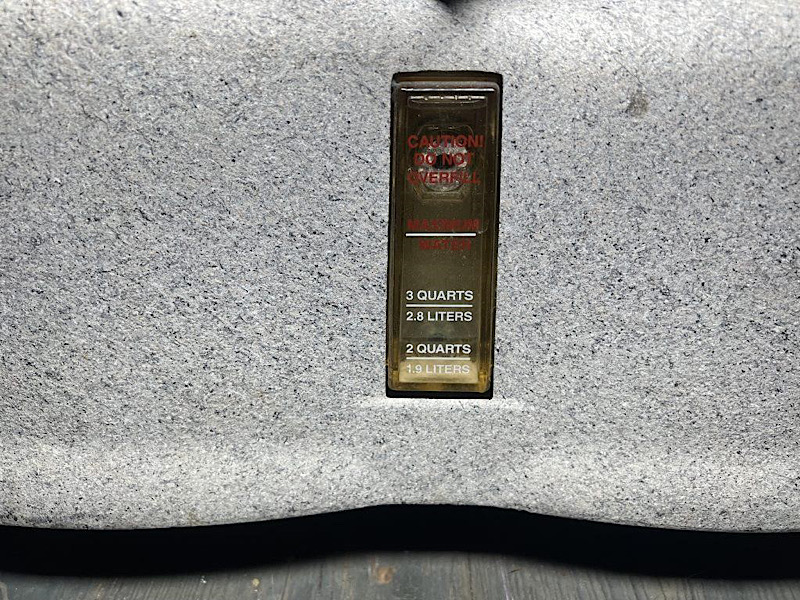 CAUTION!
DO NOT
OVERFILL
MAXIMUM
WATER
3 QUARTS
2.8 LITERS
2 QUARTS
1.9 LITERS